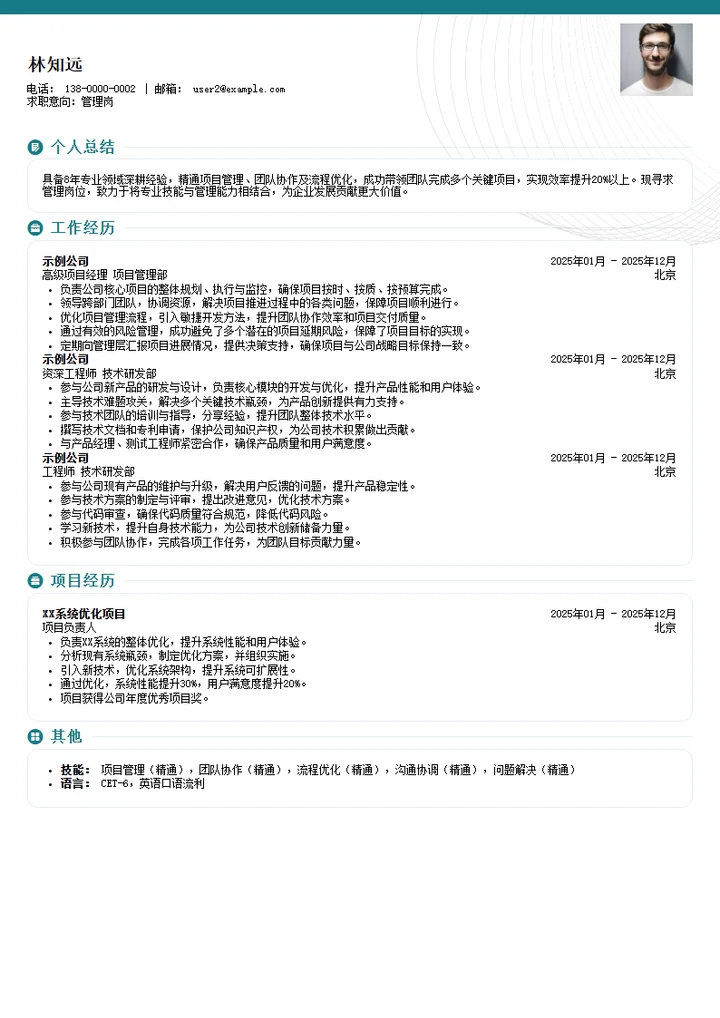 林知远
电话： 138-0000-0002 | 邮箱： user2@example.com
求职意向：管理岗
个人总结
具备8年专业领域深耕经验，精通项目管理、团队协作及流程优化，成功带领团队完成多个关键项目，实现效率提升20%以上。现寻求
管理岗位，致力于将专业技能与管理能力相结合，为企业发展贡献更大价值。
工作经历
示例公司 2025年01月 - 2025年12月
高级项目经理 项目管理部 北京
• 负责公司核心项目的整体规划、执行与监控，确保项目按时、按质、按预算完成。
• 领导跨部门团队，协调资源，解决项目推进过程中的各类问题，保障项目顺利进行。
• 优化项目管理流程，引入敏捷开发方法，提升团队协作效率和项目交付质量。
• 通过有效的风险管理，成功避免了多个潜在的项目延期风险，保障了项目目标的实现。
• 定期向管理层汇报项目进展情况，提供决策支持，确保项目与公司战略目标保持一致。
示例公司 2025年01月 - 2025年12月
资深工程师 技术研发部 北京
• 参与公司新产品的研发与设计，负责核心模块的开发与优化，提升产品性能和用户体验。
• 主导技术难题攻关，解决多个关键技术瓶颈，为产品创新提供有力支持。
• 参与技术团队的培训与指导，分享经验，提升团队整体技术水平。
• 撰写技术文档和专利申请，保护公司知识产权，为公司技术积累做出贡献。
• 与产品经理、测试工程师紧密合作，确保产品质量和用户满意度。
示例公司 2025年01月 - 2025年12月
工程师 技术研发部 北京
• 参与公司现有产品的维护与升级，解决用户反馈的问题，提升产品稳定性。
• 参与技术方案的制定与评审，提出改进意见，优化技术方案。
• 参与代码审查，确保代码质量符合规范，降低代码风险。
• 学习新技术，提升自身技术能力，为公司技术创新储备力量。
• 积极参与团队协作，完成各项工作任务，为团队目标贡献力量。
项目经历
XX系统优化项目 2025年01月 - 2025年12月
项目负责人 北京
• 负责XX系统的整体优化，提升系统性能和用户体验。
• 分析现有系统瓶颈，制定优化方案，并组织实施。
• 引入新技术，优化系统架构，提升系统可扩展性。
• 通过优化，系统性能提升30%，用户满意度提升20%。
• 项目获得公司年度优秀项目奖。
其他
• 技能： 项目管理（精通），团队协作（精通），流程优化（精通），沟通协调（精通），问题解决（精通）
• 语言： CET-6，英语口语流利